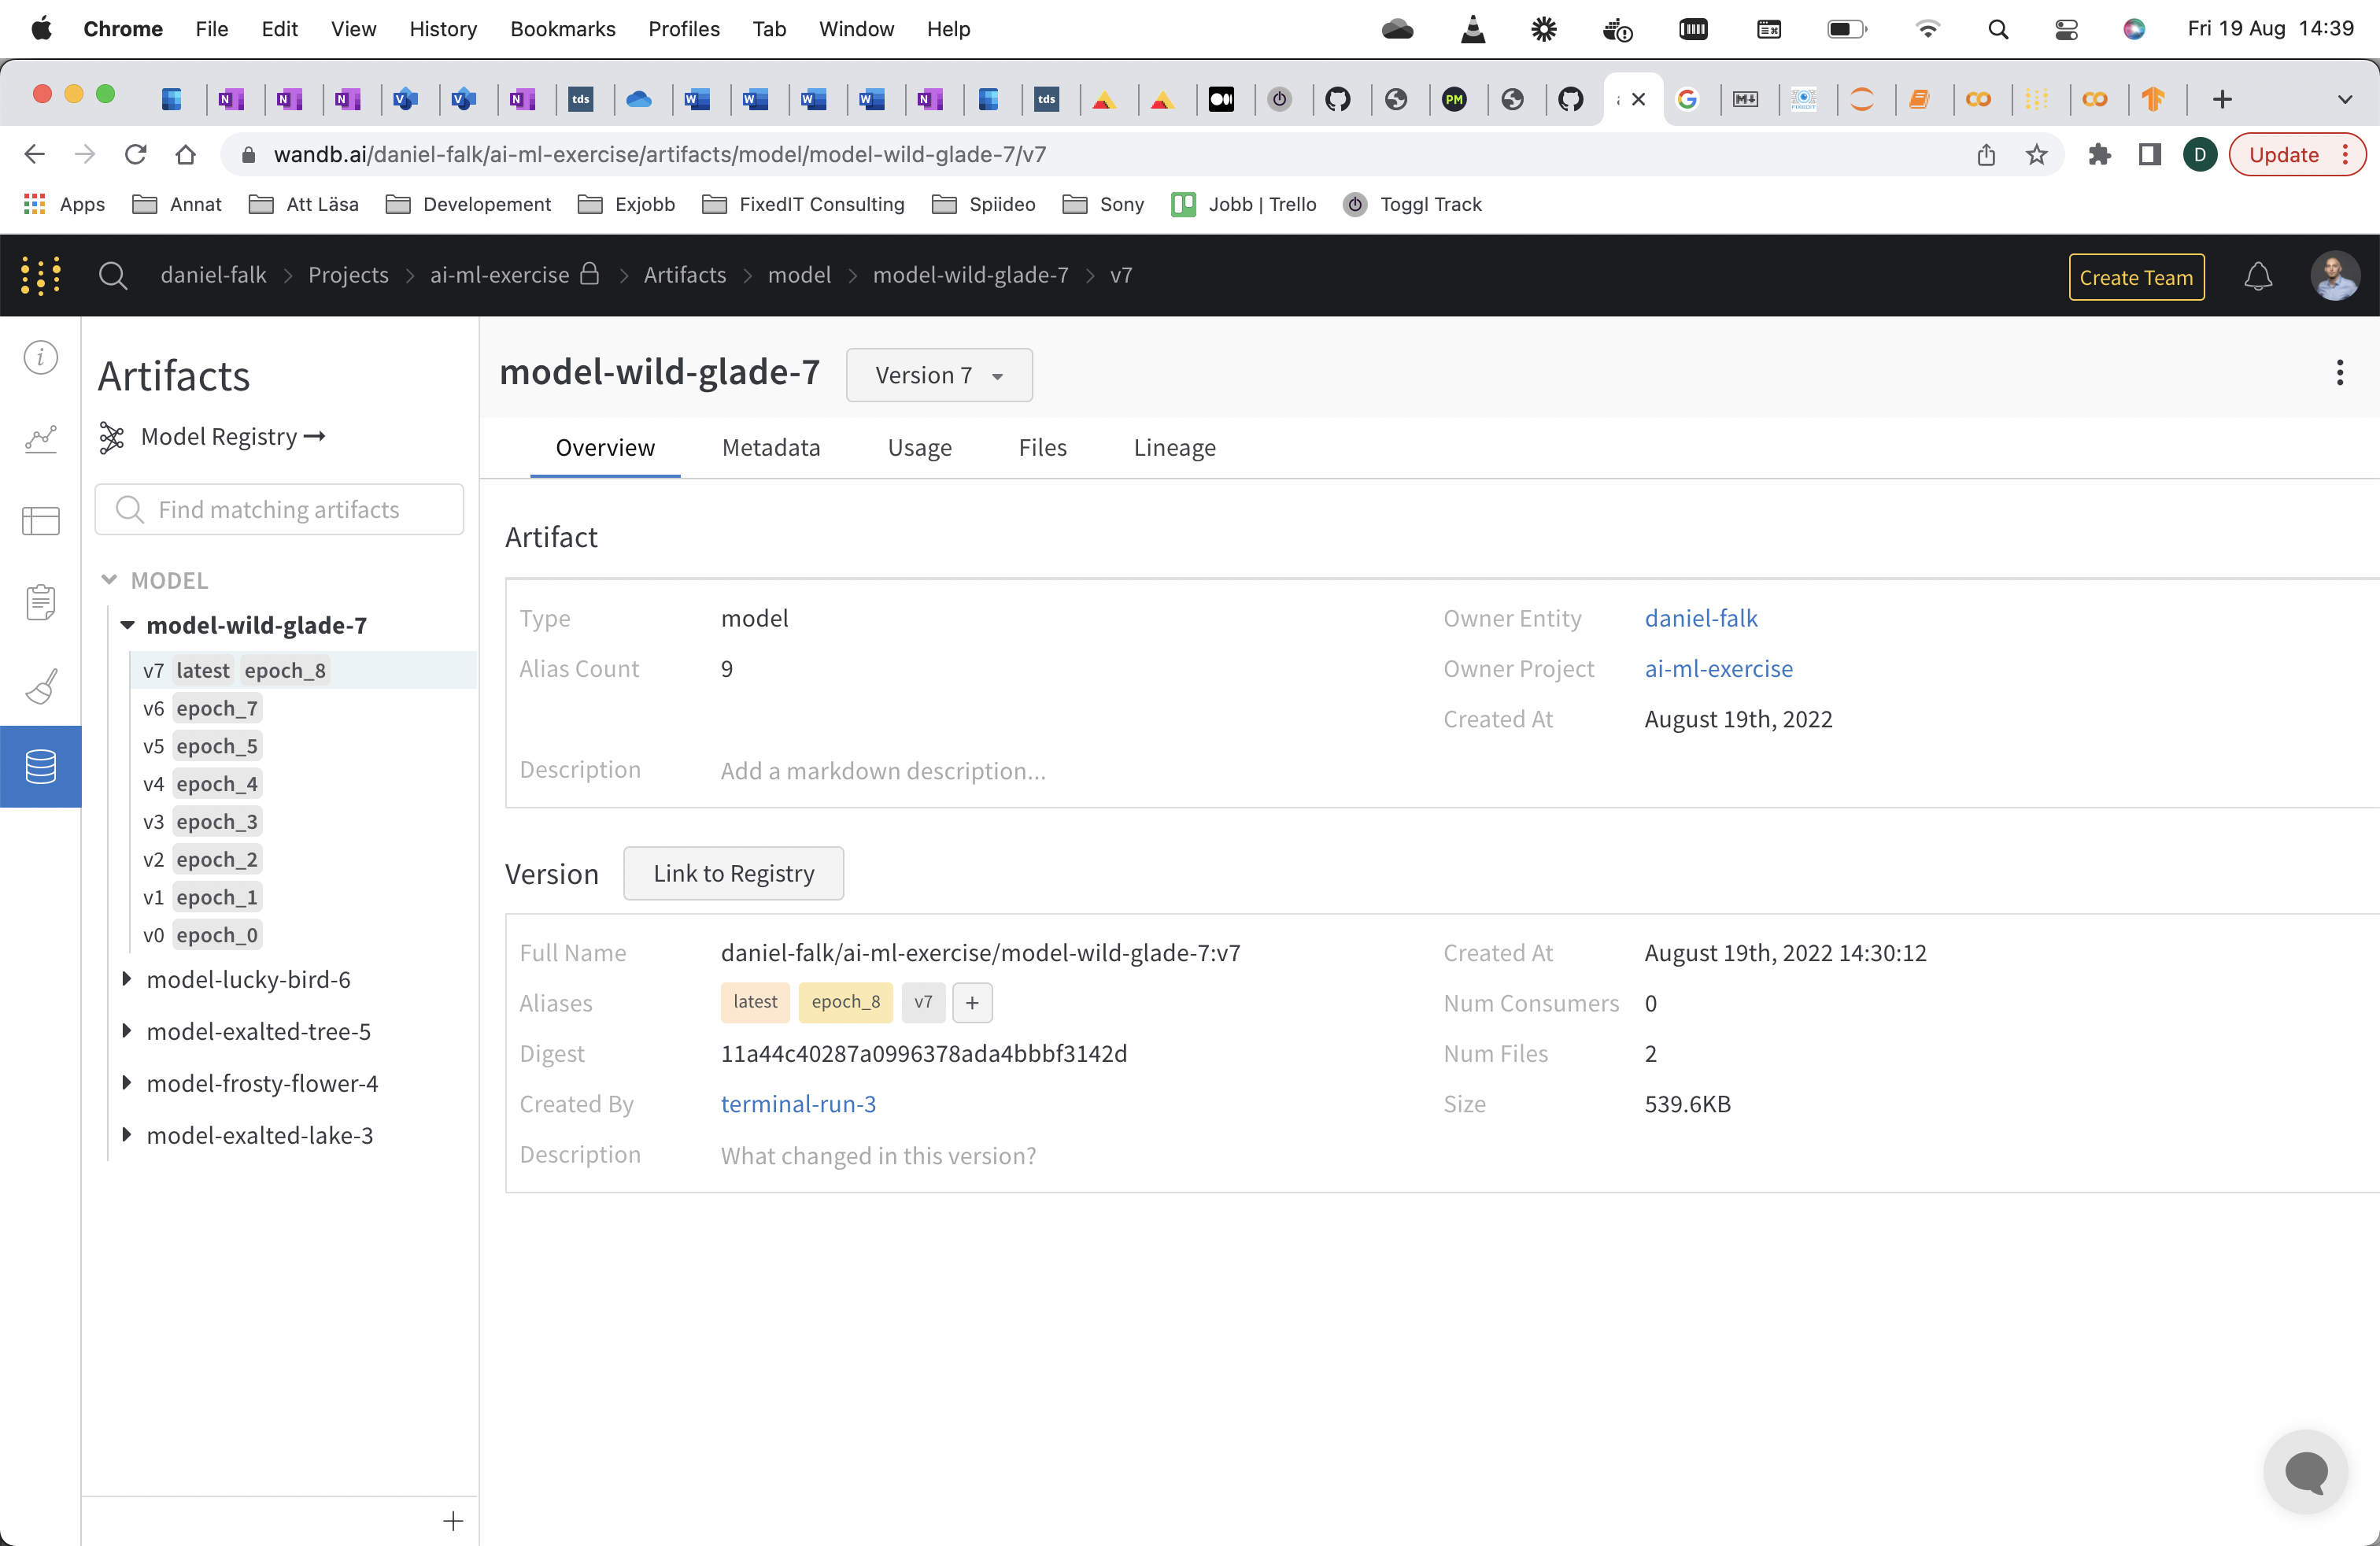 Chrome File Edit View History Bookmarks Profiles Tab Window Help Fri 19 Aug 14:39
tds tds PM
wandb.ai/daniel-falk/ai-ml-exercise/artifacts/model/model-wild-glade-7/v7 D Update
Apps Annat Att Läsa Developement Exjobb FixedIT Consulting Spiideo Sony Jobb | Trello Toggl Track
daniel-falk > Projects > ai-ml-exercise > Artifacts > model > model-wild-glade-7 > v7 Create Team
Artifacts
Model Registry →
Find matching artifacts
MODEL
model-wild-glade-7
v7 latest epoch_8
v6 epoch_7
v5 epoch_5
v4 epoch_4
v3 epoch_3
v2 epoch_2
v1 epoch_1
v0 epoch_0
model-lucky-bird-6
model-exalted-tree-5
model-frosty-flower-4
model-exalted-lake-3
+
model-wild-glade-7 Version 7
Overview Metadata Usage Files Lineage
Artifact
Type model Owner Entity daniel-falk
Alias Count 9 Owner Project ai-ml-exercise
Created At August 19th, 2022
Description Add a markdown description...
Version Link to Registry
Full Name daniel-falk/ai-ml-exercise/model-wild-glade-7:v7 Created At August 19th, 2022 14:30:12
Aliases latest epoch_8 v7 + Num Consumers 0
Digest 11a44c40287a0996378ada4bbbf3142d Num Files 2
Created By terminal-run-3 Size 539.6KB
Description What changed in this version?